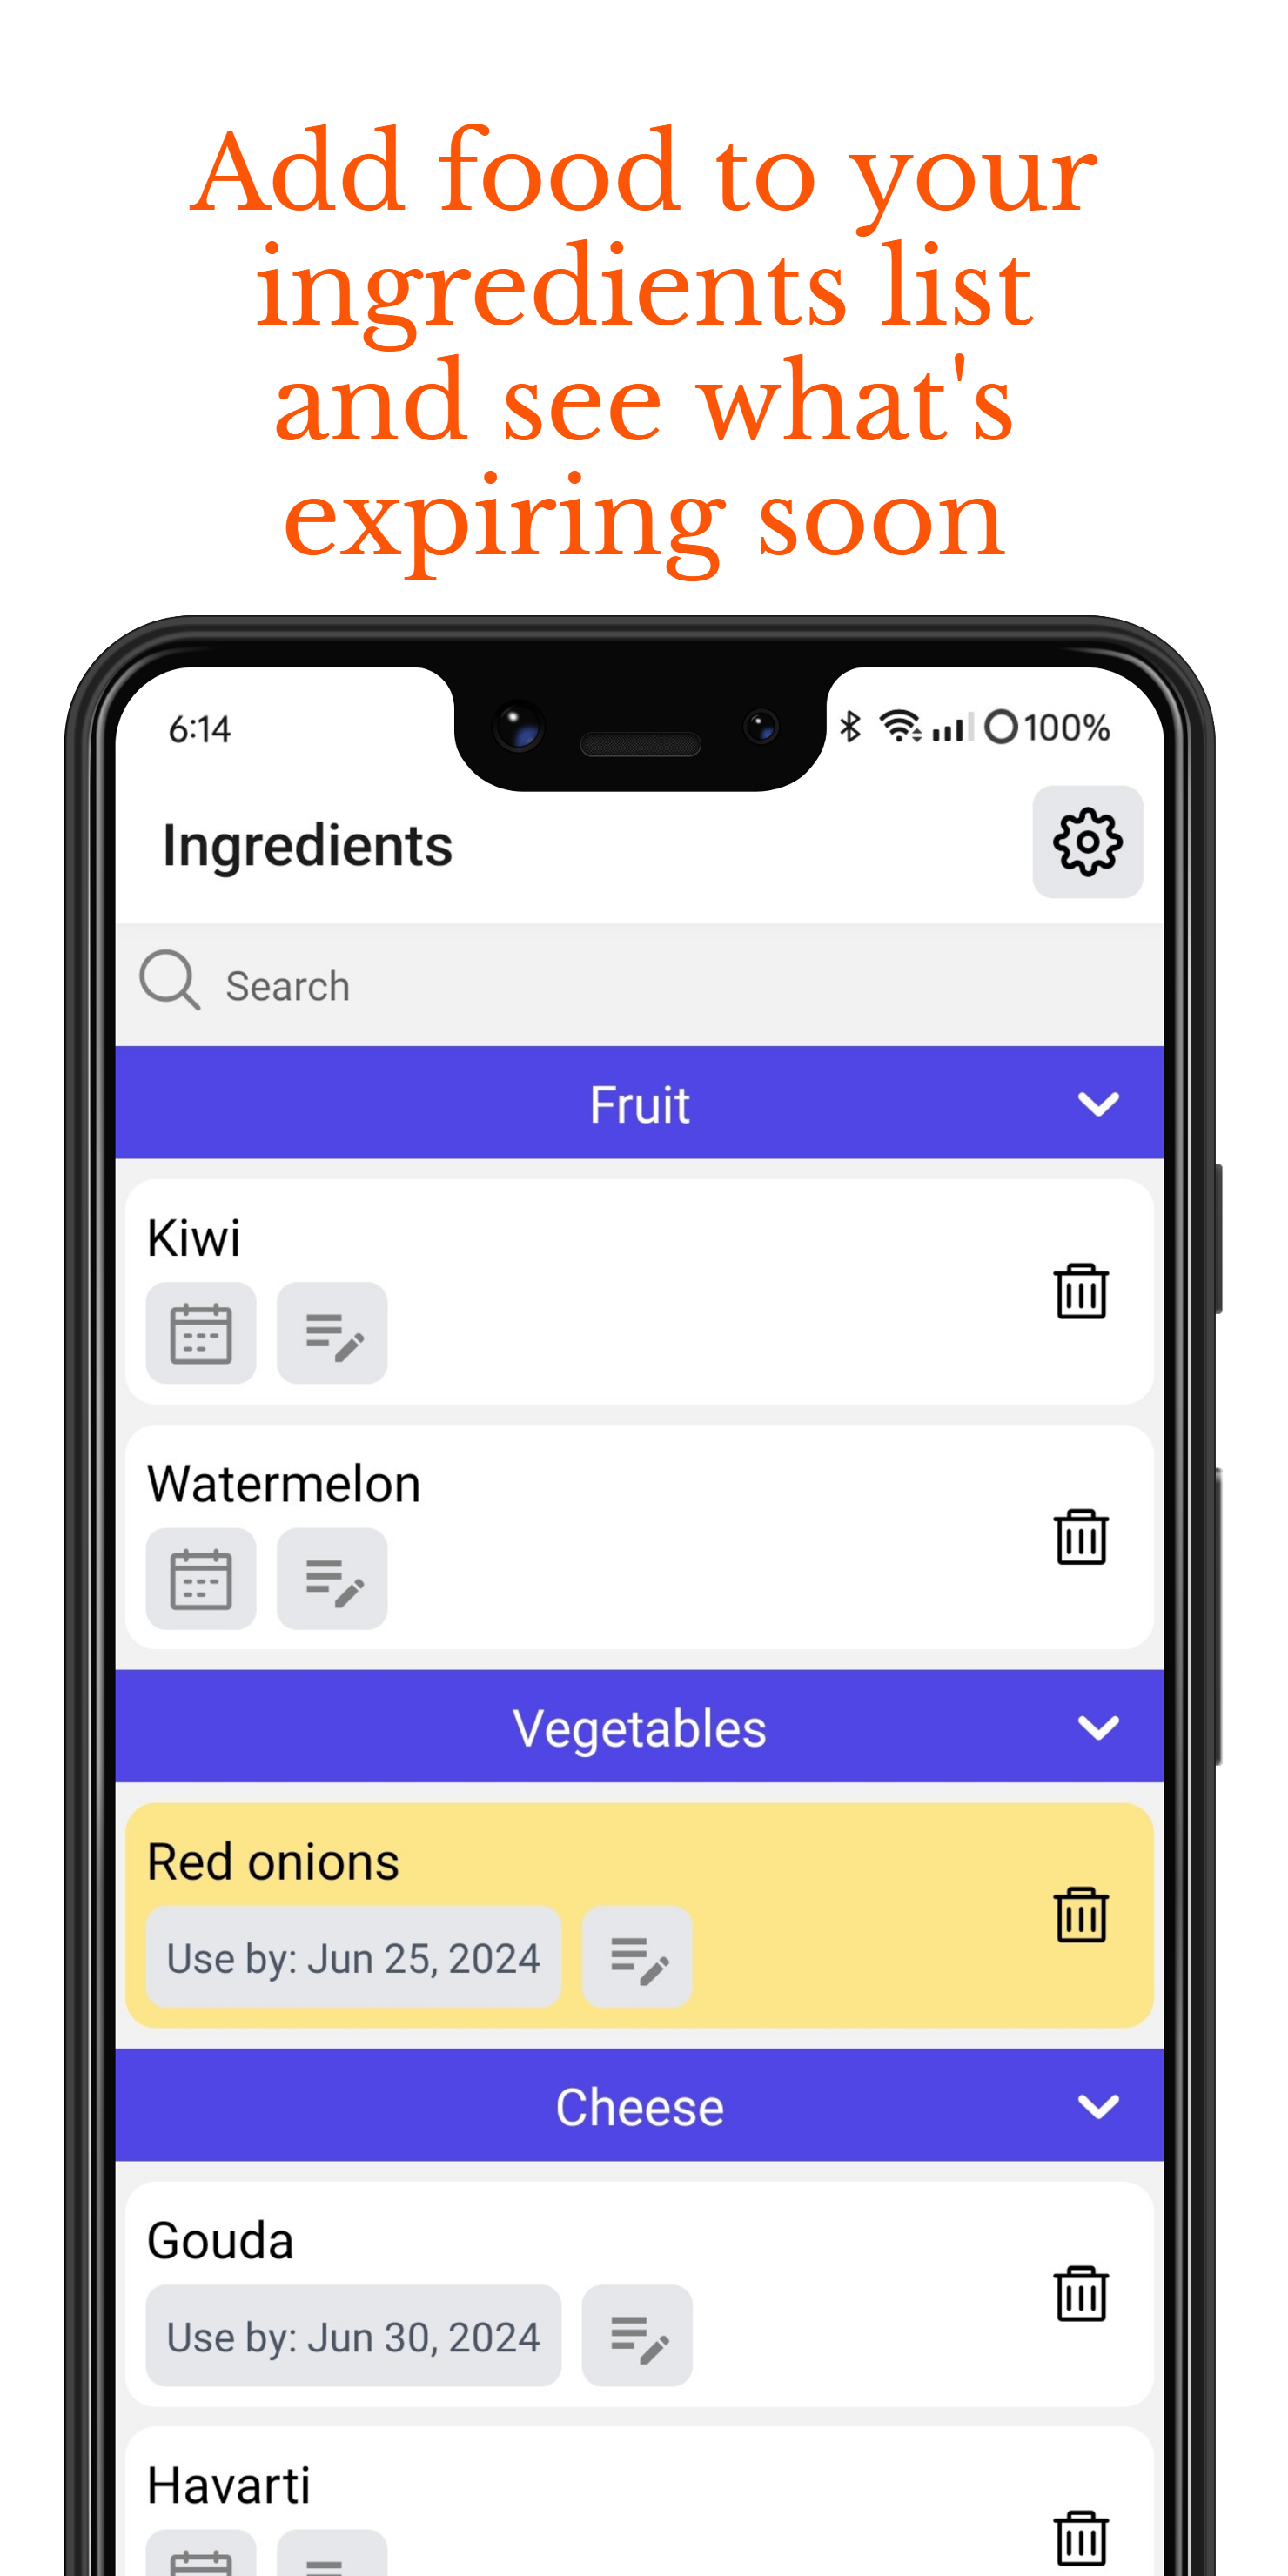 Add food to your
ingredients list
and see what's
expiring soon
6:14
100%
Ingredients
Search
Fruit
Kiwi
Watermelon
Vegetables
Red onions
Use by: Jun 25, 2024
Cheese
Gouda
Use by: Jun 30, 2024
Havarti